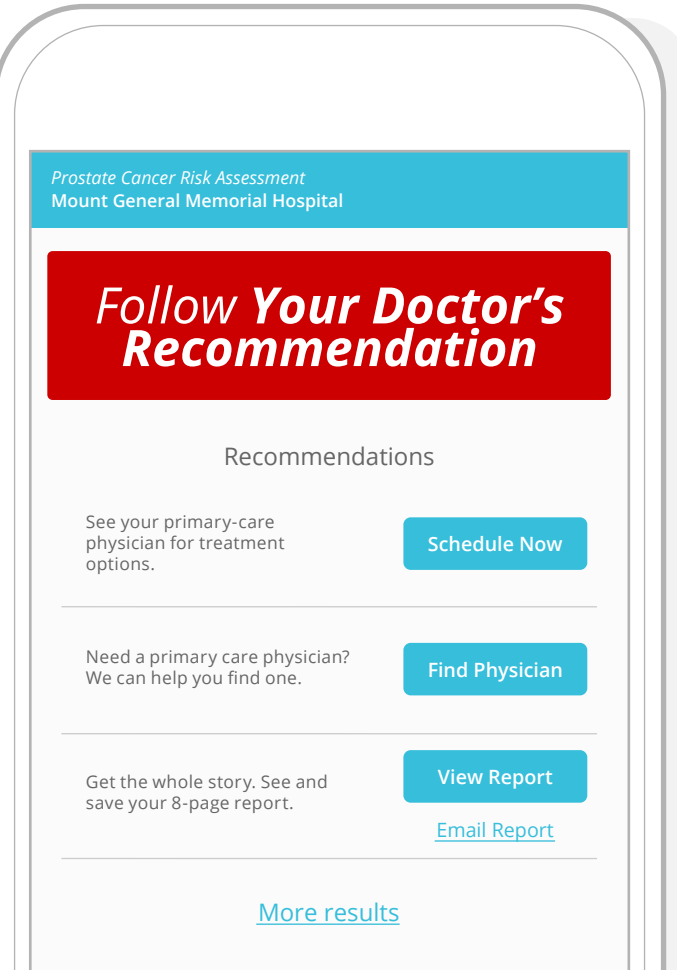 Prostate Cancer Risk Assessment
Mount General Memorial Hospital
Follow Your Doctor’s
Recommendation
Recommendations
See your primary-care
physician for treatment
options.
Schedule Now
Need a primary care physician?
We can help you find one.
Find Physician
Get the whole story. See and
save your 8-page report.
View Report
Email Report
More results